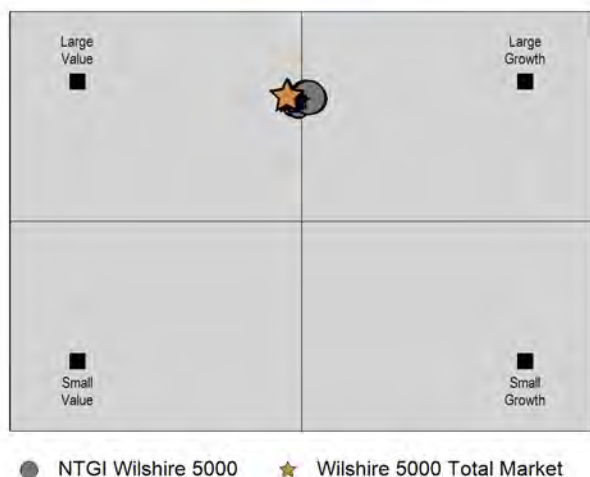 Large
Value
Large
Growth
Small
Value
Small
Growth
NTGI Wilshire 5000
Wilshire 5000 Total Market